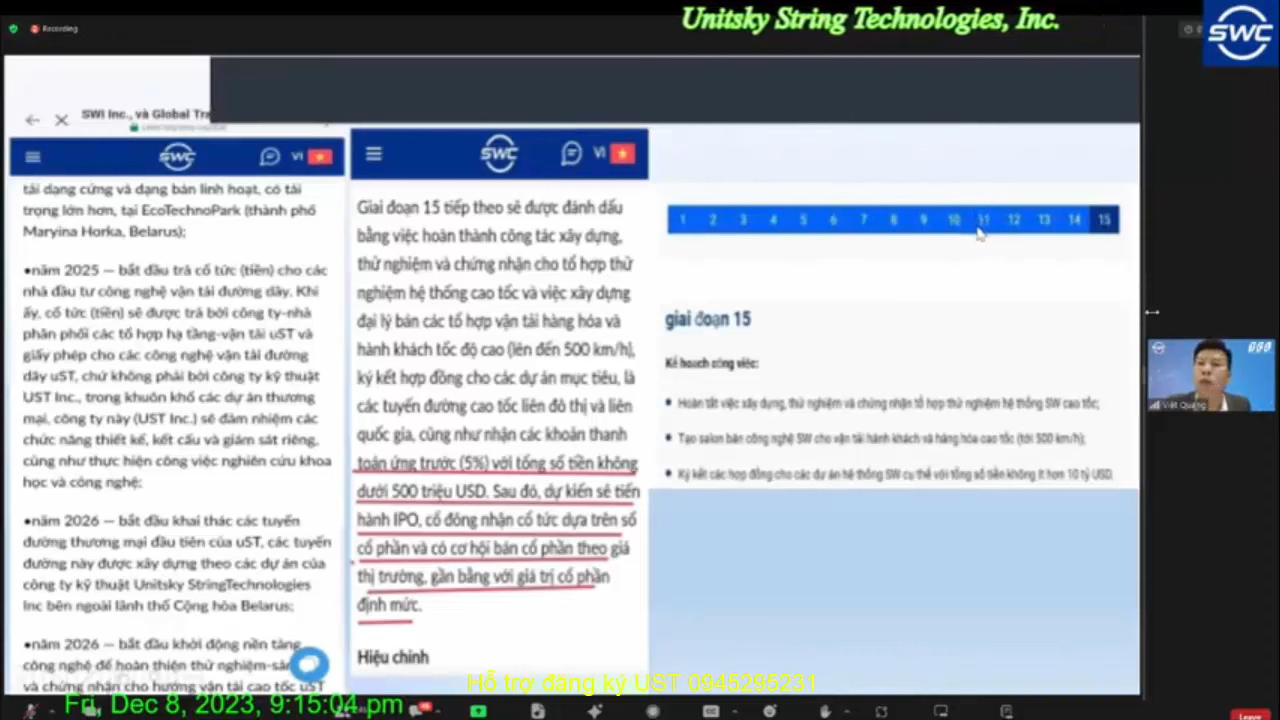 Unitsky String Technologies, Inc.
SWC
Recording
SWI Inc., và Global Tra
SWC
VI
tải dạng cứng và dạng bán linh hoạt, có tải
trọng lớn hơn, tại EcoTechnoPark (thành phố
Maryina Horka, Belarus);
•năm 2025 — bắt đầu trả cổ tức (tiền) cho các
nhà đầu tư công nghệ vận tải đường dây. Khi
ấy, cổ tức (tiền) sẽ được trả bởi công ty-nhà
phân phối các tổ hợp hạ tầng-vận tải uST và
giấy phép cho các công nghệ vận tải đường
dây uST, chứ không phải bởi công ty kỹ thuật
UST Inc., trong khuôn khổ các dự án thương
mại, công ty này (UST Inc.) sẽ đảm nhiệm các
chức năng thiết kế, kết cấu và giám sát riêng,
cũng như thực hiện công việc nghiên cứu khoa
học và công nghệ;
•năm 2026 — bắt đầu khai thác các tuyến
đường thương mại đầu tiên của uST, các tuyến
đường này được xây dựng theo các dự án của
công ty kỹ thuật Unitsky StringTechnologies
Inc bên ngoài lãnh thổ Cộng hòa Belarus;
•năm 2026 — bắt đầu khởi động nền tảng
công nghệ để hoàn thiện thử nghiệm-sản
và chứng nhận cho hướng vận tải cao tốc uST
SWC
VI
Giai đoạn 15 tiếp theo sẽ được đánh dấu
bằng việc hoàn thành công tác xây dựng,
thử nghiệm và chứng nhận cho tổ hợp thử
nghiệm hệ thống cao tốc và việc xây dựng
đại lý bán các tổ hợp vận tải hàng hóa và
hành khách tốc độ cao (lên đến 500 km/h),
ký kết hợp đồng cho các dự án mục tiêu, là
các tuyến đường cao tốc liên đô thị và liên
quốc gia, cũng như nhận các khoản thanh
toán ứng trước (5%) với tổng số tiền không
dưới 500 triệu USD. Sau đó, dự kiến sẽ tiến
hành IPO, cổ đông nhận cổ tức dựa trên số
cổ phần và có cơ hội bán cổ phần theo giá
thị trường, gần bằng với giá trị cổ phần
định mức.
Hiệu chỉnh
1 2 3 4 5 6 7 8 9 10 11 12 13 14 15
giai đoạn 15
Kế hoạch công việc:
• Hoàn tất việc xây dựng, thử nghiệm và chứng nhận tổ hợp thử nghiệm hệ thống SW cao tốc;
• Tạo salon bán công nghệ SW cho vận tải hành khách và hàng hóa cao tốc (tới 500 km/h);
• Ký kết các hợp đồng cho các dự án hệ thống SW cụ thể với tổng số tiền không ít hơn 10 tỷ USD.
Việt Quang
Hỗ trợ đăng ký UST 0945295231
Fri, Dec 8, 2023, 9:15:04 pm
Leave